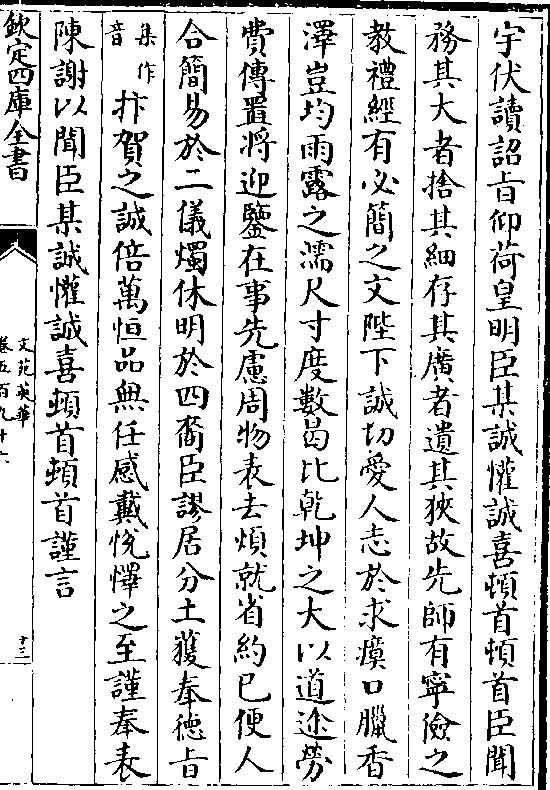 宇伏讀詔㫖仰荷皇明臣某誠懽誠喜頓首頓首臣聞
務其大者捨其細存其廣者遺其狹故先師有寧儉之
教禮經有必簡之文陛下誠切愛人志於求瘼口臘香
澤豈均雨露之濡尺寸度數曷比乾坤之大以道途勞
費傳置將迎鑒在事先慮周物表去煩就省約已便人
合簡易於二儀燭休明於四裔臣謬居分土獲奉徳㫖
集作
音
抃賀之誠倍萬恒品無任感戴恱懌之至謹奉表
陳謝以聞臣某誠懽誠喜頓首頓首謹言
欽定四庫全書
文苑英華
卷五百九十六
十三